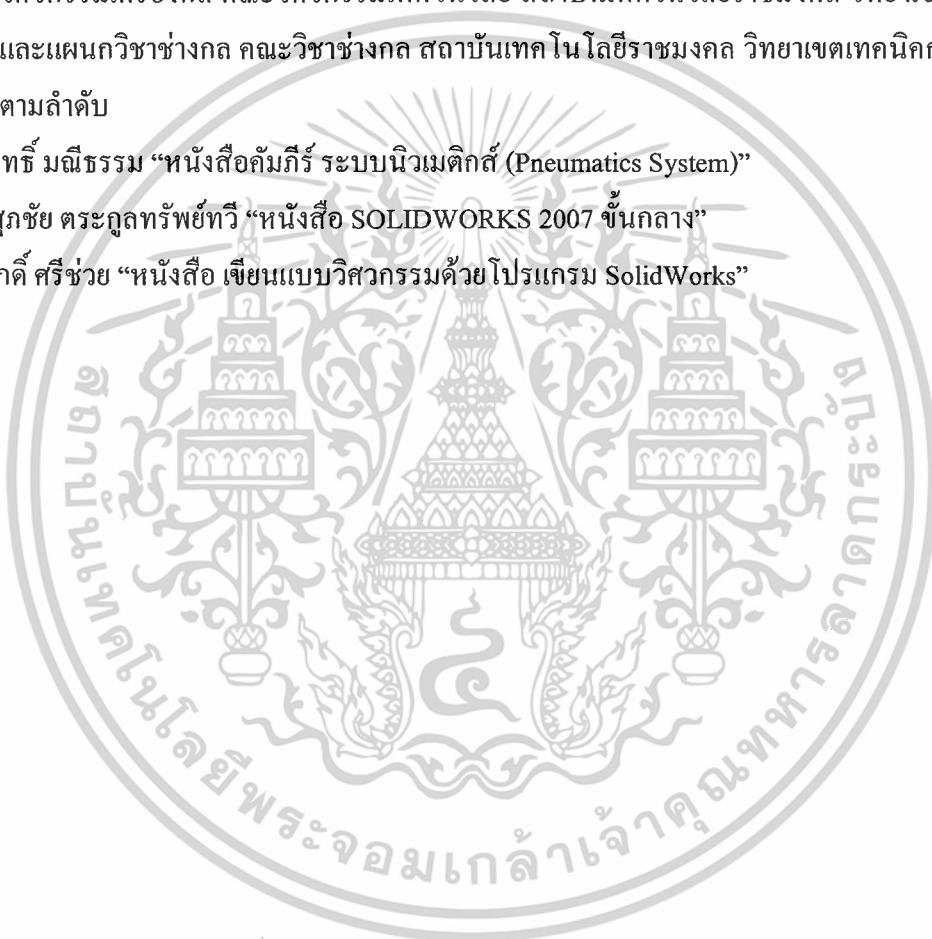 และแผนกวิชาช่างกล คณะวิชาช่างกล สถาบันเทคโนโลยีราชมงคล วิทยาเขตเทคนิค
ตามลำดับ
ทธิ์ มณีธรรม “หนังสือคัมภีร์ ระบบนิวเมติกส์ (Pneumatics System)”
สุภชัย ตระกูลทรัพย์ทวี “หนังสือ SOLIDWORKS 2007 ขั้นกลาง”
กดิ์ ศรีช่วย “หนังสือ เขียนแบบวิศวกรรมด้วยโปรแกรม SolidWorks”
สถาบันเทคโนโลยีพระจอมเกล้าเจ้าคุณทหารลาดกระบัง
๔